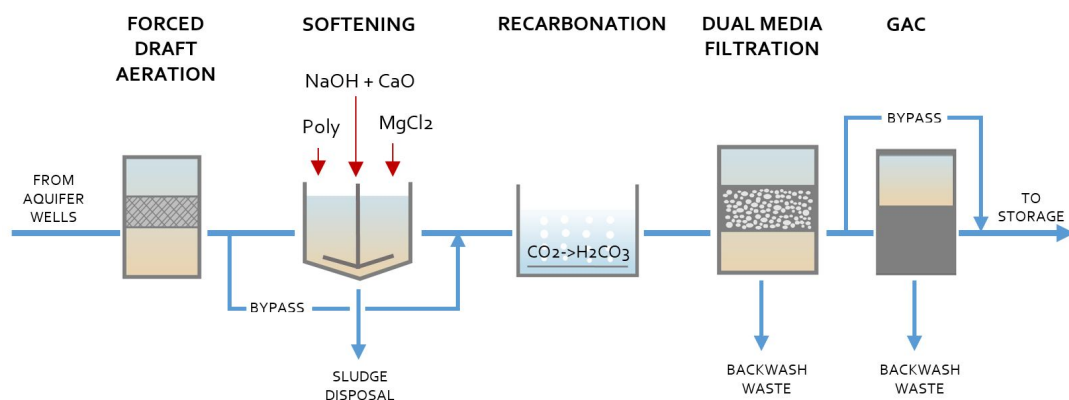 FORCED
DRAFT
AERATION
SOFTENING
RECARBONATION
DUAL MEDIA
FILTRATION
GAC
NaOH + CaO
Poly
MgCl2
BYPASS
FROM
AQUIFER
WELLS
TO
STORAGE
CO2->H2CO3
BYPASS
SLUDGE
DISPOSAL
BACKWASH
WASTE
BACKWASH
WASTE